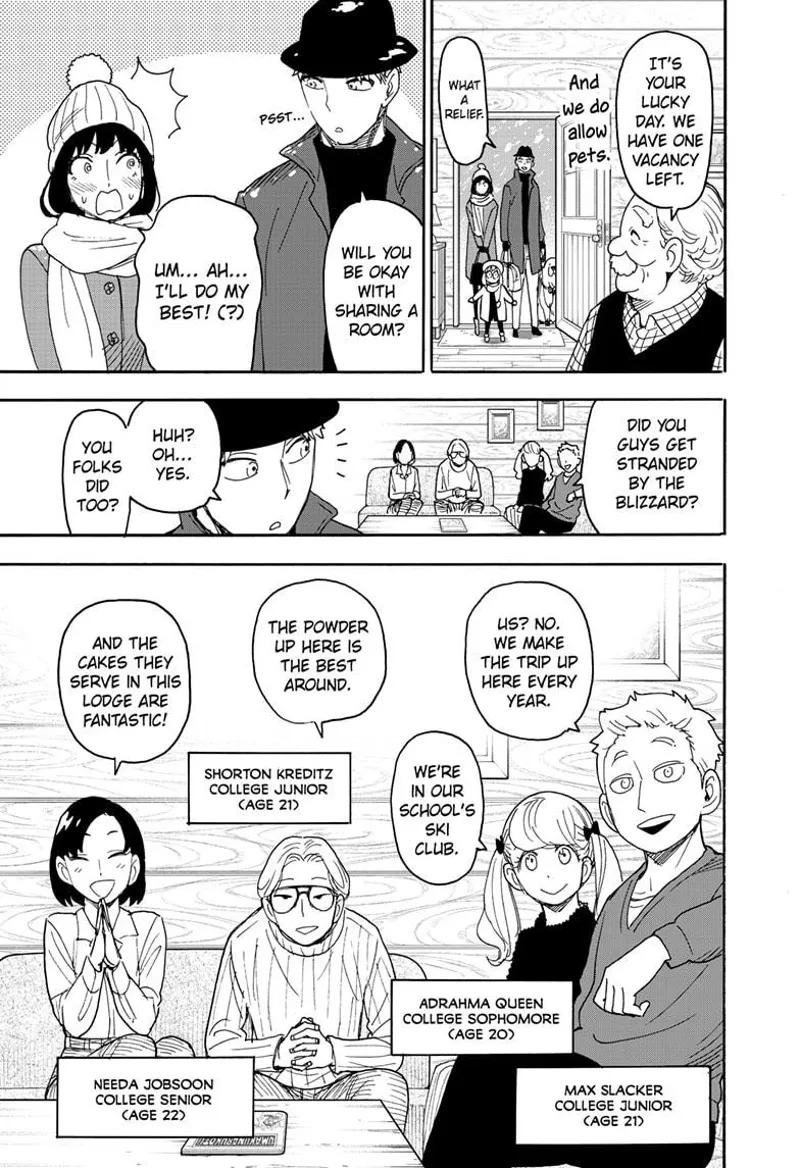 IT'S
YOUR
LUCKY
DAY. WE
HAVE ONE
VACANCY
LEFT.
And
we do
allow
pets.
WHAT
A
RELIEF.
PSST...
WILL YOU
BE OKAY
WITH
SHARING A
ROOM?
UM... AH...
I'LL DO MY
BEST! (?)
DID YOU
GUYS GET
STRANDED
BY THE
BLIZZARD?
HUH?
OH...
YES.
YOU
FOLKS
DID
TOO?
US? NO.
WE MAKE
THE TRIP UP
HERE EVERY
YEAR.
WE'RE
IN OUR
SCHOOL'S
SKI
CLUB.
THE POWDER
UP HERE IS
THE BEST
AROUND.
AND THE
CAKES THEY
SERVE IN THIS
LODGE ARE
FANTASTIC!
MAX SLACKER
COLLEGE JUNIOR
(AGE 21)
ADRAHMA QUEEN
COLLEGE SOPHOMORE
(AGE 20)
SHORTON KREDITZ
COLLEGE JUNIOR
(AGE 21)
NEEDA JOBSOON
COLLEGE SENIOR
(AGE 22)